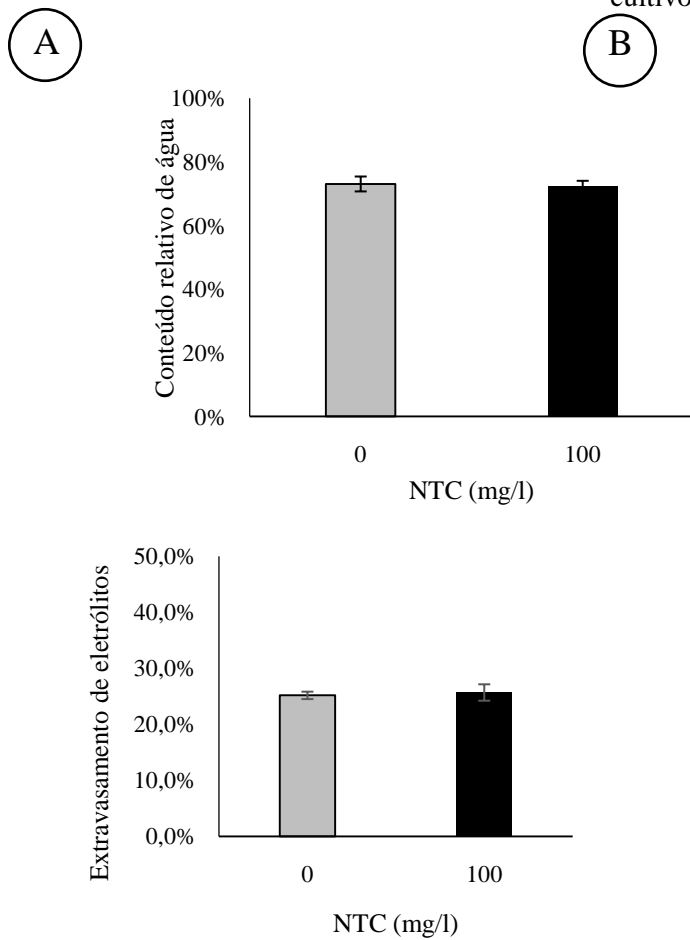 cultivo
A
B
Conteúdo relativo de água
100%
80%
60%
40%
20%
0%
0 100
NTC (mg/l)
Extravasamento de eletrólitos
50,0%
40,0%
30,0%
20,0%
10,0%
0,0%
0 100
NTC (mg/l)